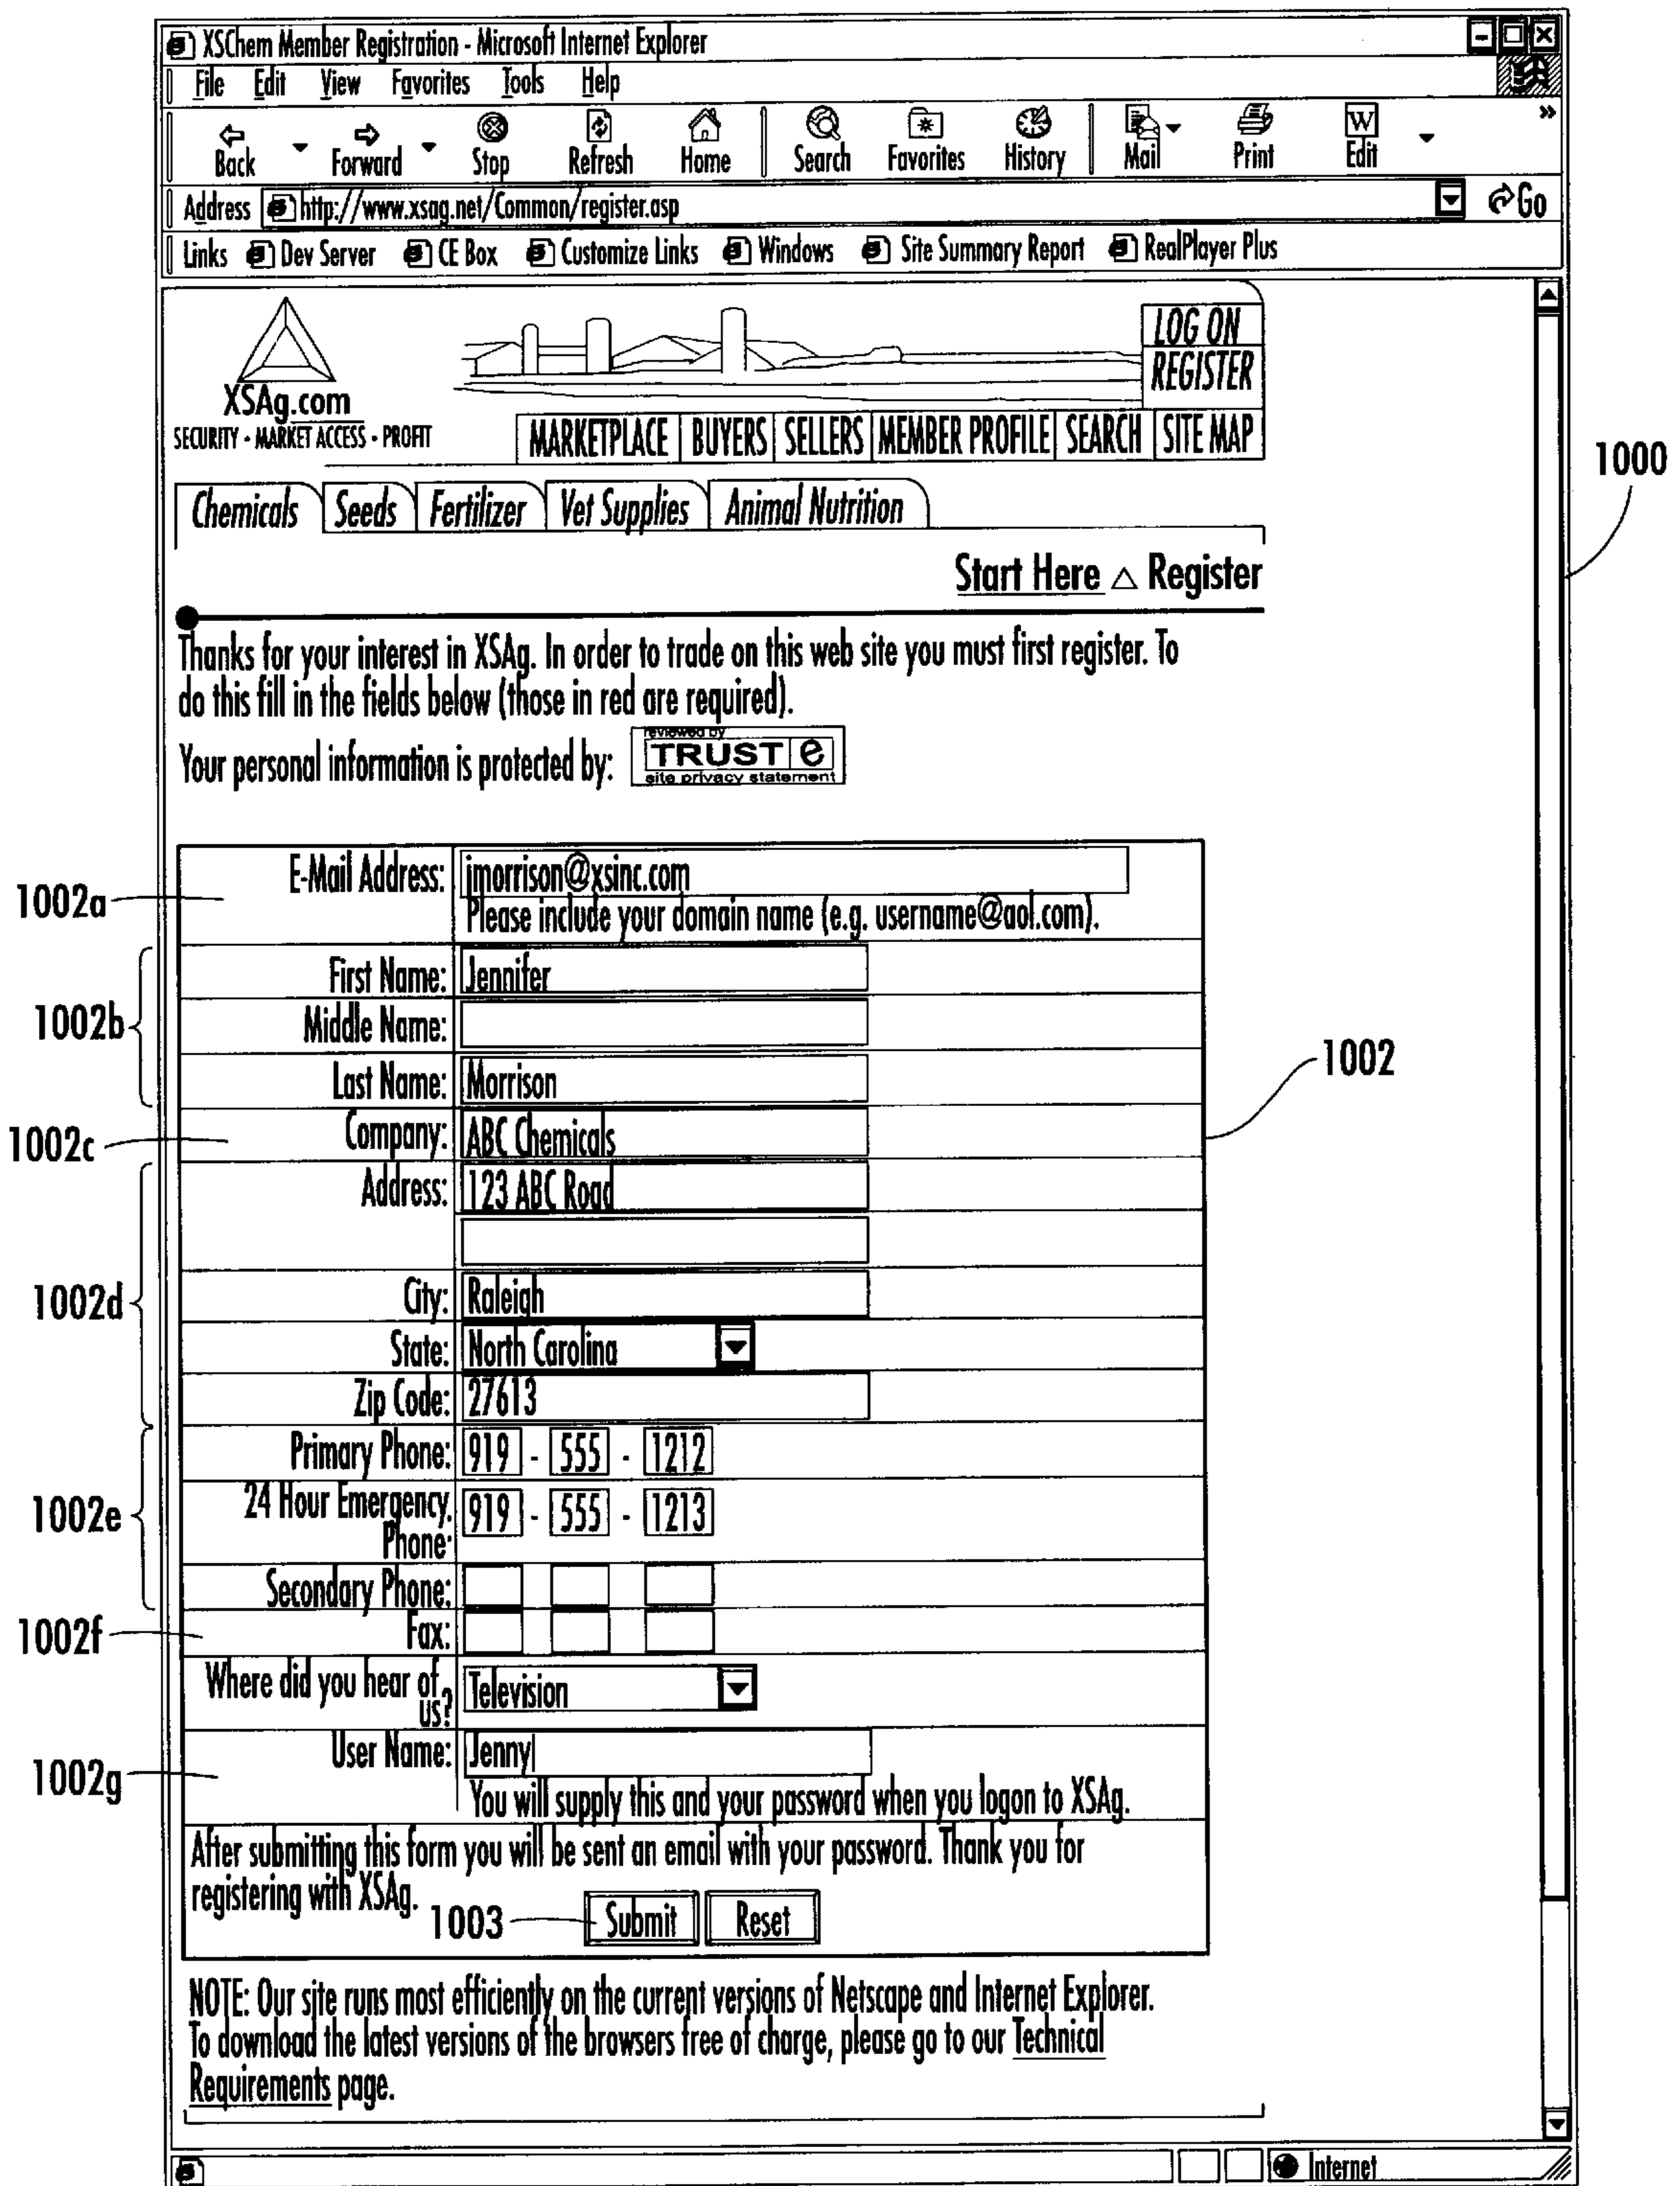 XSChem Member Registration - Microsoft Internet Explorer
File Edit View Favorites Tools Help
Back Forward Stop Refresh Home Search Favorites History Mail Print Edit »
Address http://www.xsag.net/Common/register.asp Go
Links Dev Server CE Box Customize Links Windows Site Summary Report RealPlayer Plus
LOG ON
REGISTER
XSAg.com
SECURITY - MARKET ACCESS - PROFIT
MARKETPLACE BUYERS SELLERS MEMBER PROFILE SEARCH SITE MAP
1000
Chemicals Seeds Fertilizer Vet Supplies Animal Nutrition
Start Here △ Register
Thanks for your interest in XSAg. In order to trade on this web site you must first register. To
do this fill in the fields below (those in red are required).
Your personal information is protected by:
reviewed by
TRUST e
site privacy statement
1002a
E-Mail Address: jmorrison@xsinc.com
Please include your domain name (e.g. username@aol.com).
1002b
First Name: Jennifer
Middle Name:
Last Name: Morrison
1002
1002c
Company: ABC Chemicals
1002d
Address: 123 ABC Road
City: Raleigh
State: North Carolina
Zip Code: 27613
1002e
Primary Phone: 919 - 555 - 1212
24 Hour Emergency
Phone: 919 - 555 - 1213
Secondary Phone:
1002f
Fax:
Where did you hear of
us? Television
1002g
User Name: Jenny
You will supply this and your password when you logon to XSAg.
After submitting this form you will be sent an email with your password. Thank you for
registering with XSAg.
1003 Submit Reset
NOTE: Our site runs most efficiently on the current versions of Netscape and Internet Explorer.
To download the latest versions of the browsers free of charge, please go to our Technical
Requirements page.
Internet